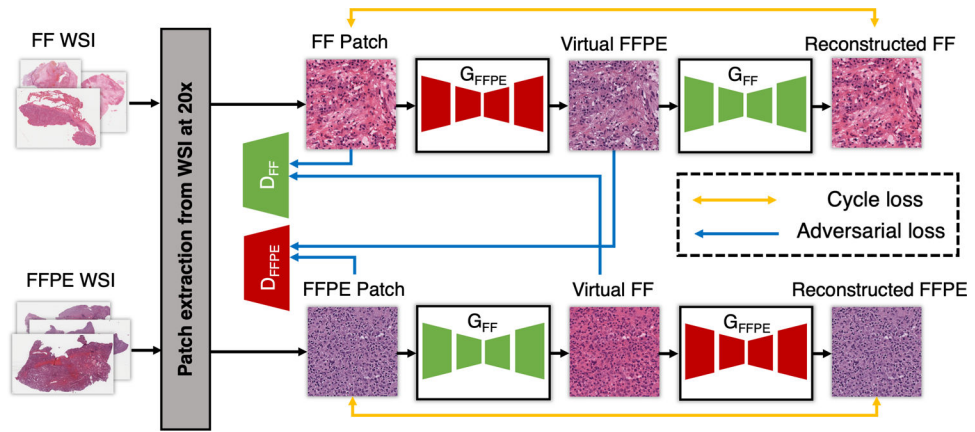 FF WSI
FFPE WSI
Patch extraction from WSI at 20x
FF Patch
G_FFPE
Virtual FFPE
G_FF
Reconstructed FF
D_FF
D_FFPE
Cycle loss
Adversarial loss
FFPE Patch
G_FF
Virtual FF
G_FFPE
Reconstructed FFPE